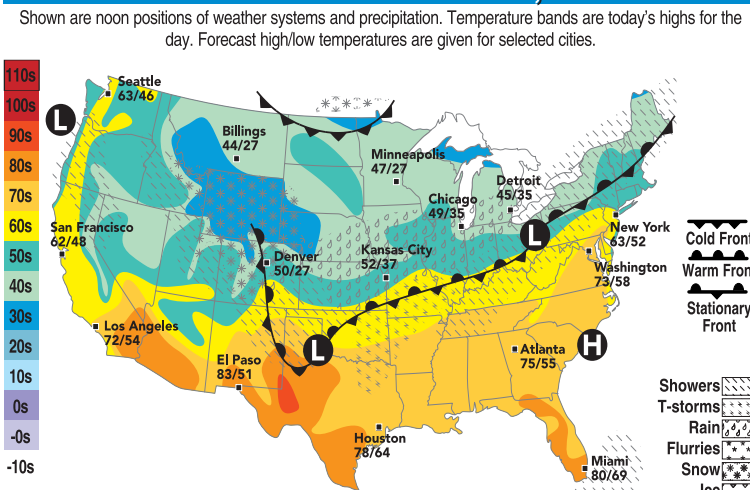 Shown are noon positions of weather systems and precipitation. Temperature bands are today's highs for the
day. Forecast high/low temperatures are given for selected cities.
110s
100s
90s
80s
70s
60s
50s
40s
30s
20s
10s
0s
-0s
-10s
Seattle
63/46
L
Billings
44/27
Minneapolis
47/27
Detroit
45/35
Chicago
49/35
San Francisco
62/48
New York
63/52
L
Denver
50/27
Kansas City
52/37
Washington
73/58
Los Angeles
72/54
El Paso
83/51
L
Atlanta
75/55
H
Houston
78/64
Miami
80/69
Cold Front
Warm Front
Stationary
Front
Showers
T-storms
Rain
Flurries
Snow